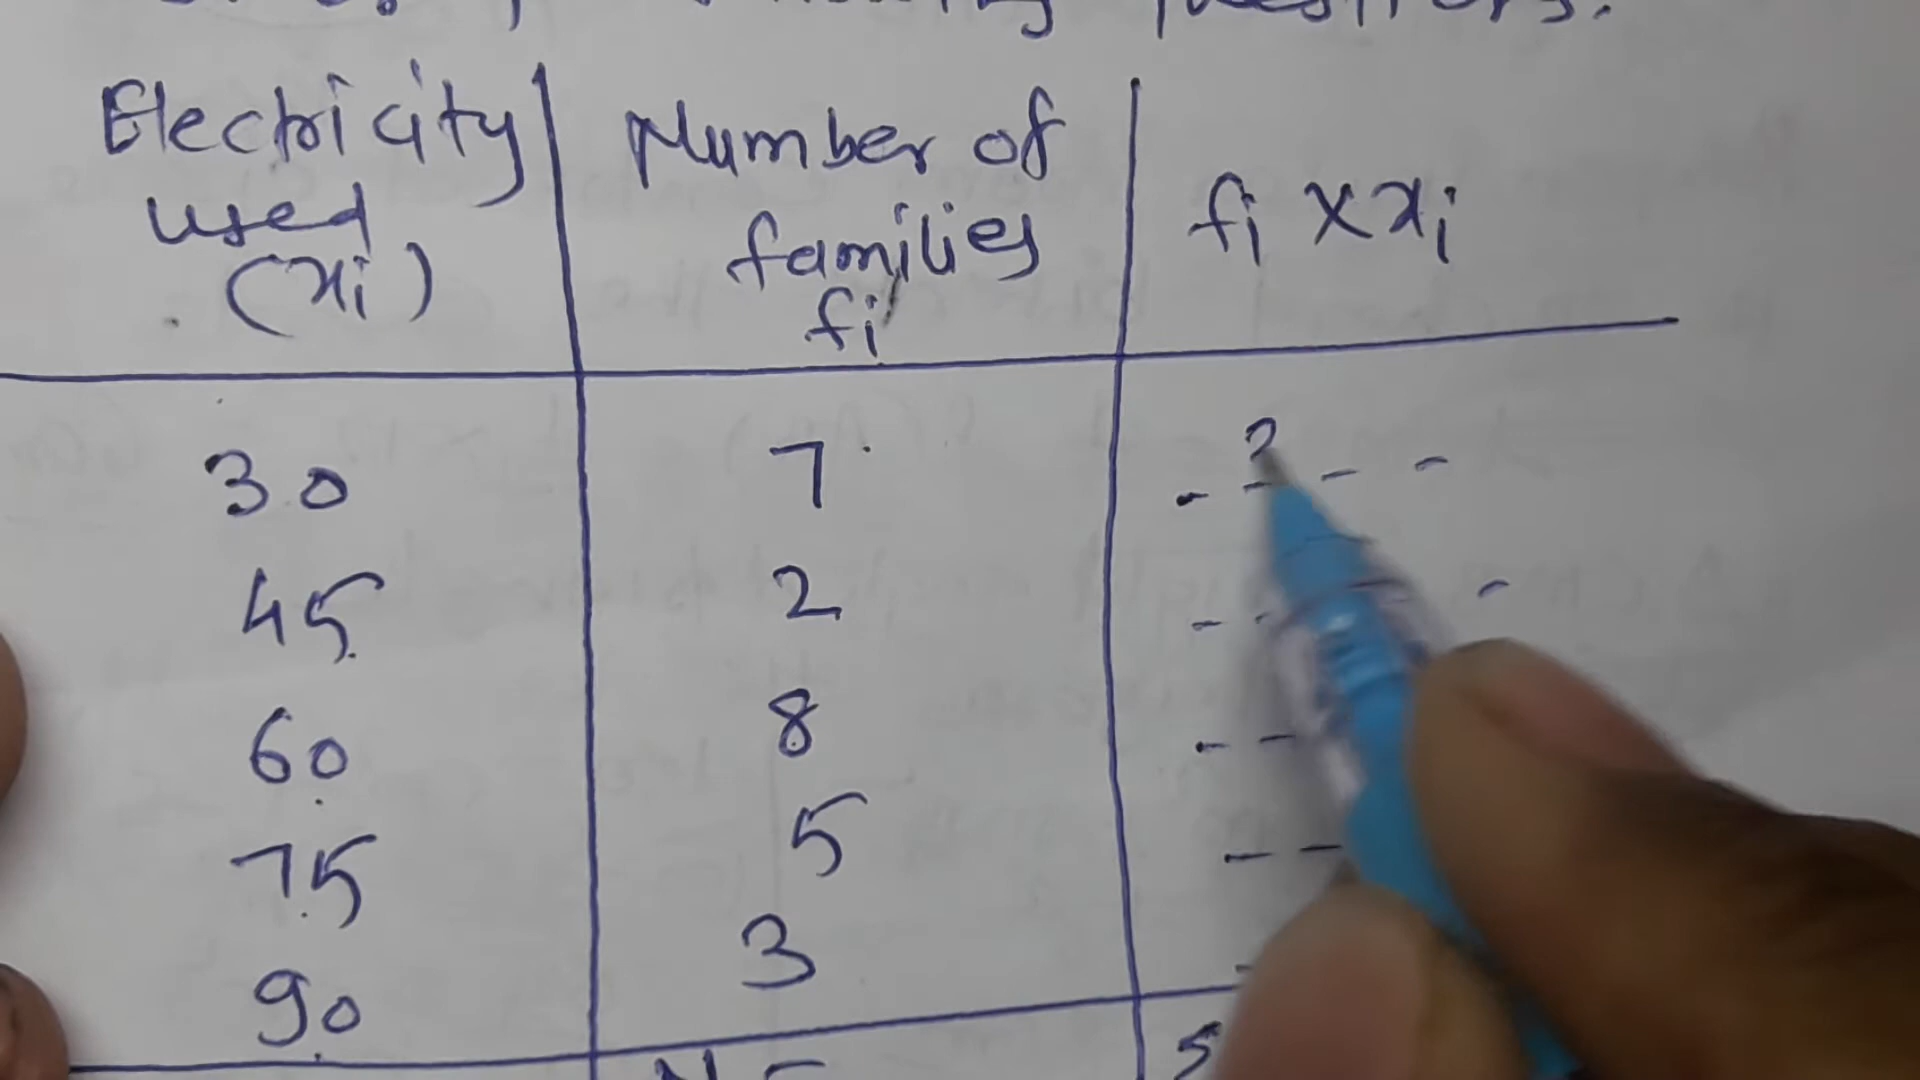 Electricity used (xi) | Number of families fi | fi × xi
30 | 7 | - - - -
45 | 2 | - - -
60 | 8 | - -
75 | 5 | - -
90 | 3 | -
N =